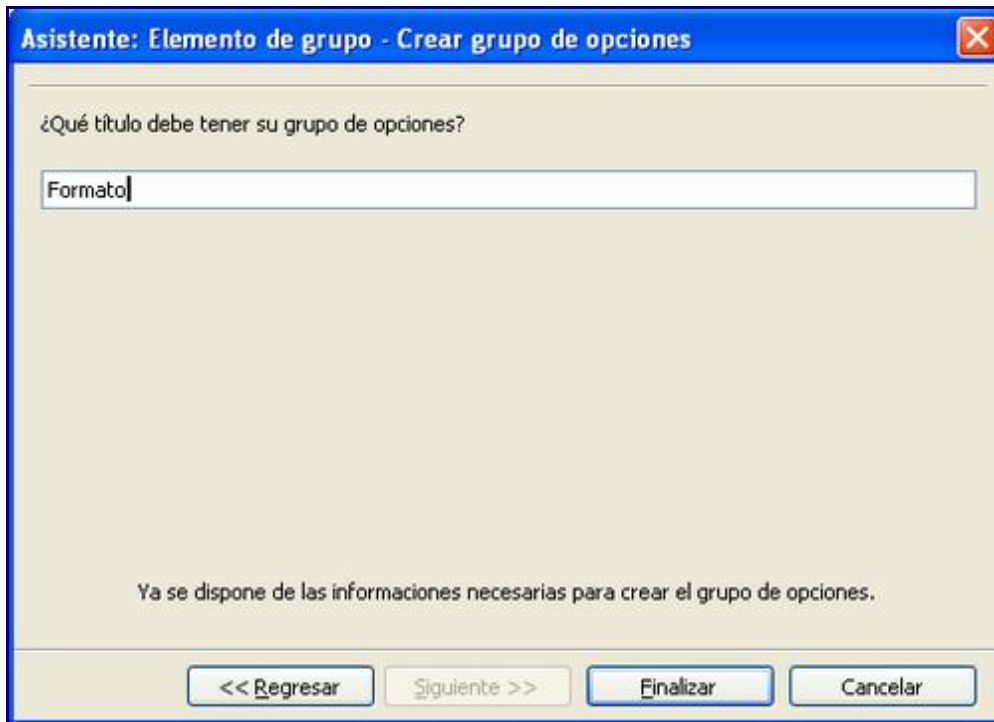 Asistente: Elemento de grupo - Crear grupo de opciones
¿Qué título debe tener su grupo de opciones?
Formato
Ya se dispone de las informaciones necesarias para crear el grupo de opciones.
<< Regresar Siguiente >> Finalizar Cancelar